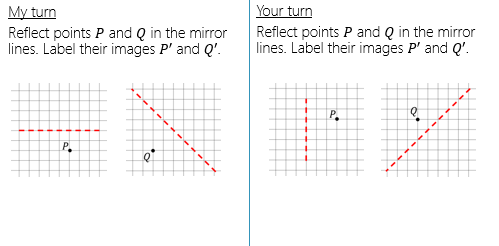 My turn
Reflect points P and Q in the mirror
lines. Label their images P′ and Q′.
P
Q
Your turn
Reflect points P and Q in the mirror
lines. Label their images P′ and Q′.
P
Q